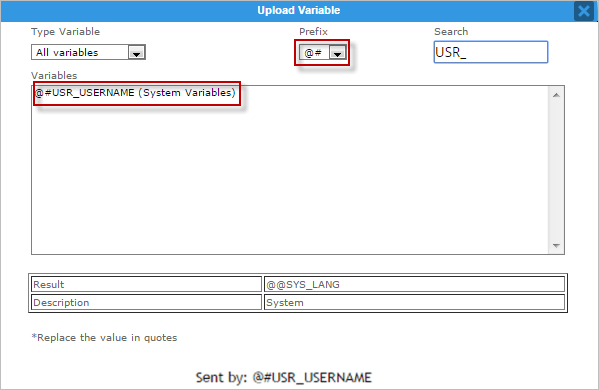 Upload Variable
Type Variable Prefix Search
All variables @# USR_
Variables
@#USR_USERNAME (System Variables)
Result @@SYS_LANG
Description System
*Replace the value in quotes
Sent by: @#USR_USERNAME